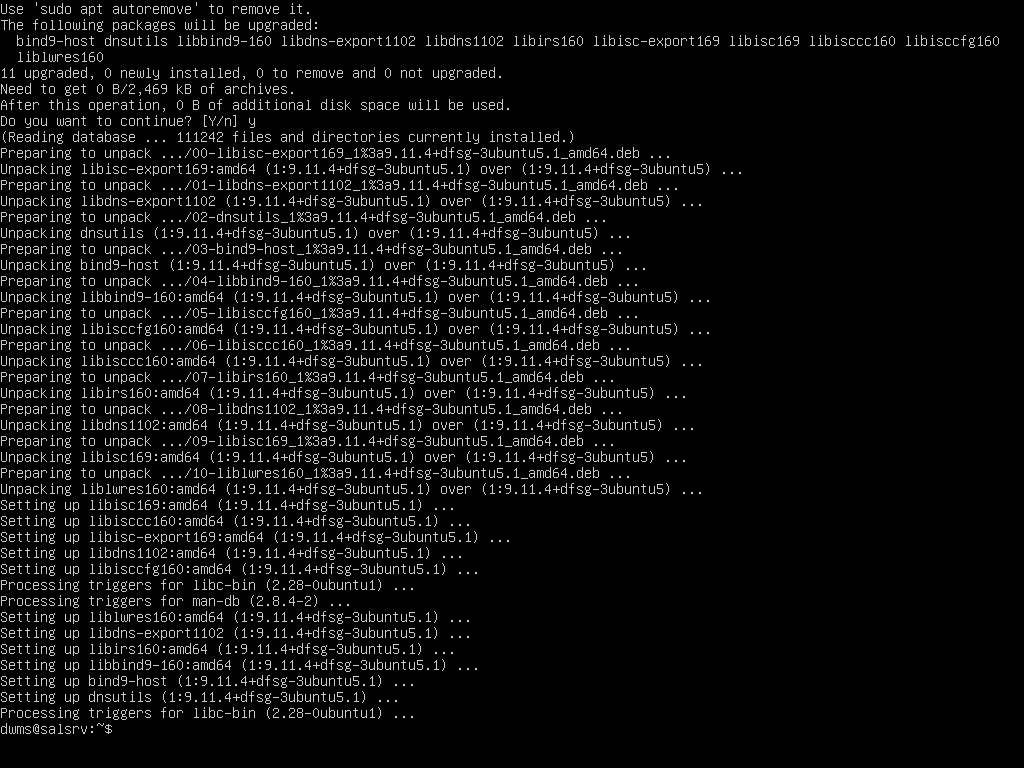 Use 'sudo apt autoremove' to remove it.
The following packages will be upgraded:
  bind9-host dnsutils libbind9-160 libdns-export1102 libdns1102 libirs160 libisc-export169 libisc169 libisccc160 libisccfg160
  liblwres160
11 upgraded, 0 newly installed, 0 to remove and 0 not upgraded.
Need to get 0 B/2,469 kB of archives.
After this operation, 0 B of additional disk space will be used.
Do you want to continue? [Y/n] y
(Reading database ... 111242 files and directories currently installed.)
Preparing to unpack .../00-libisc-export169_1%3a9.11.4+dfsg-3ubuntu5.1_amd64.deb ...
Unpacking libisc-export169:amd64 (1:9.11.4+dfsg-3ubuntu5.1) over (1:9.11.4+dfsg-3ubuntu5) ...
Preparing to unpack .../01-libdns-export1102_1%3a9.11.4+dfsg-3ubuntu5.1_amd64.deb ...
Unpacking libdns-export1102 (1:9.11.4+dfsg-3ubuntu5.1) over (1:9.11.4+dfsg-3ubuntu5) ...
Preparing to unpack .../02-dnsutils_1%3a9.11.4+dfsg-3ubuntu5.1_amd64.deb ...
Unpacking dnsutils (1:9.11.4+dfsg-3ubuntu5.1) over (1:9.11.4+dfsg-3ubuntu5) ...
Preparing to unpack .../03-bind9-host_1%3a9.11.4+dfsg-3ubuntu5.1_amd64.deb ...
Unpacking bind9-host (1:9.11.4+dfsg-3ubuntu5.1) over (1:9.11.4+dfsg-3ubuntu5) ...
Preparing to unpack .../04-libbind9-160_1%3a9.11.4+dfsg-3ubuntu5.1_amd64.deb ...
Unpacking libbind9-160:amd64 (1:9.11.4+dfsg-3ubuntu5.1) over (1:9.11.4+dfsg-3ubuntu5) ...
Preparing to unpack .../05-libisccfg160_1%3a9.11.4+dfsg-3ubuntu5.1_amd64.deb ...
Unpacking libisccfg160:amd64 (1:9.11.4+dfsg-3ubuntu5.1) over (1:9.11.4+dfsg-3ubuntu5) ...
Preparing to unpack .../06-libisccc160_1%3a9.11.4+dfsg-3ubuntu5.1_amd64.deb ...
Unpacking libisccc160:amd64 (1:9.11.4+dfsg-3ubuntu5.1) over (1:9.11.4+dfsg-3ubuntu5) ...
Preparing to unpack .../07-libirs160_1%3a9.11.4+dfsg-3ubuntu5.1_amd64.deb ...
Unpacking libirs160:amd64 (1:9.11.4+dfsg-3ubuntu5.1) over (1:9.11.4+dfsg-3ubuntu5) ...
Preparing to unpack .../08-libdns1102_1%3a9.11.4+dfsg-3ubuntu5.1_amd64.deb ...
Unpacking libdns1102:amd64 (1:9.11.4+dfsg-3ubuntu5.1) over (1:9.11.4+dfsg-3ubuntu5) ...
Preparing to unpack .../09-libisc169_1%3a9.11.4+dfsg-3ubuntu5.1_amd64.deb ...
Unpacking libisc169:amd64 (1:9.11.4+dfsg-3ubuntu5.1) over (1:9.11.4+dfsg-3ubuntu5) ...
Preparing to unpack .../10-liblwres160_1%3a9.11.4+dfsg-3ubuntu5.1_amd64.deb ...
Unpacking liblwres160:amd64 (1:9.11.4+dfsg-3ubuntu5.1) over (1:9.11.4+dfsg-3ubuntu5) ...
Setting up libisc169:amd64 (1:9.11.4+dfsg-3ubuntu5.1) ...
Setting up libisccc160:amd64 (1:9.11.4+dfsg-3ubuntu5.1) ...
Setting up libisc-export169:amd64 (1:9.11.4+dfsg-3ubuntu5.1) ...
Setting up libdns1102:amd64 (1:9.11.4+dfsg-3ubuntu5.1) ...
Setting up libisccfg160:amd64 (1:9.11.4+dfsg-3ubuntu5.1) ...
Processing triggers for libc-bin (2.28-0ubuntu1) ...
Processing triggers for man-db (2.8.4-2) ...
Setting up liblwres160:amd64 (1:9.11.4+dfsg-3ubuntu5.1) ...
Setting up libdns-export1102 (1:9.11.4+dfsg-3ubuntu5.1) ...
Setting up libirs160:amd64 (1:9.11.4+dfsg-3ubuntu5.1) ...
Setting up libbind9-160:amd64 (1:9.11.4+dfsg-3ubuntu5.1) ...
Setting up bind9-host (1:9.11.4+dfsg-3ubuntu5.1) ...
Setting up dnsutils (1:9.11.4+dfsg-3ubuntu5.1) ...
Processing triggers for libc-bin (2.28-0ubuntu1) ...
dwms@salsrv:~$